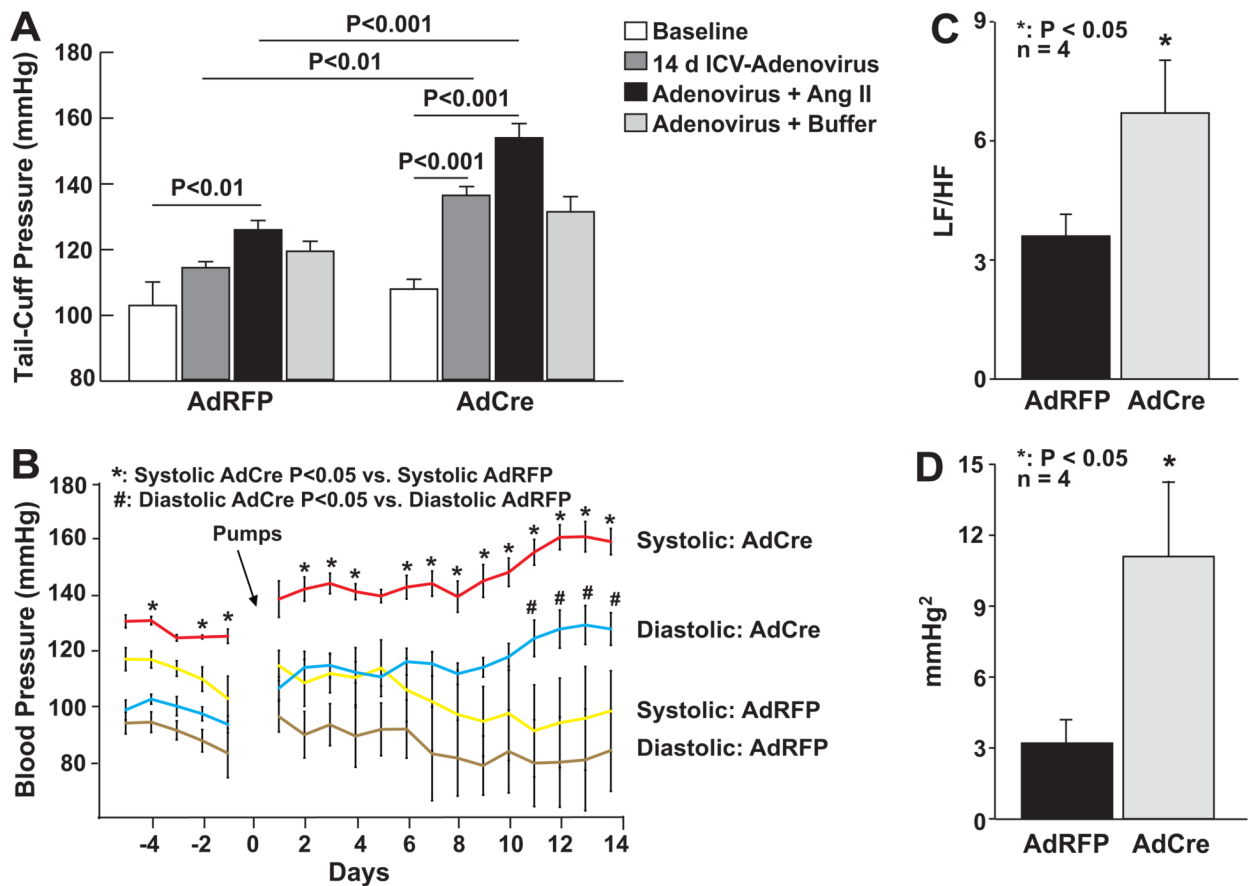 A
Tail-Cuff Pressure (mmHg)
180
160
140
120
100
80
P<0.001
P<0.01
P<0.001
P<0.001
P<0.01
Baseline
14 d ICV-Adenovirus
Adenovirus + Ang II
Adenovirus + Buffer
AdRFP
AdCre
B
*: Systolic AdCre P<0.05 vs. Systolic AdRFP
#: Diastolic AdCre P<0.05 vs. Diastolic AdRFP
Blood Pressure (mmHg)
180
160
140
120
100
80
Pumps
* * * * * * * * * * * * * *
# # # #
Systolic: AdCre
Diastolic: AdCre
Systolic: AdRFP
Diastolic: AdRFP
-4 -2 0 2 4 6 8 10 12 14
Days
C
*: P < 0.05
n = 4
*
LF/HF
9
6
3
0
AdRFP AdCre
D
*: P < 0.05
n = 4
*
mmHg²
15
12
9
6
3
0
AdRFP AdCre